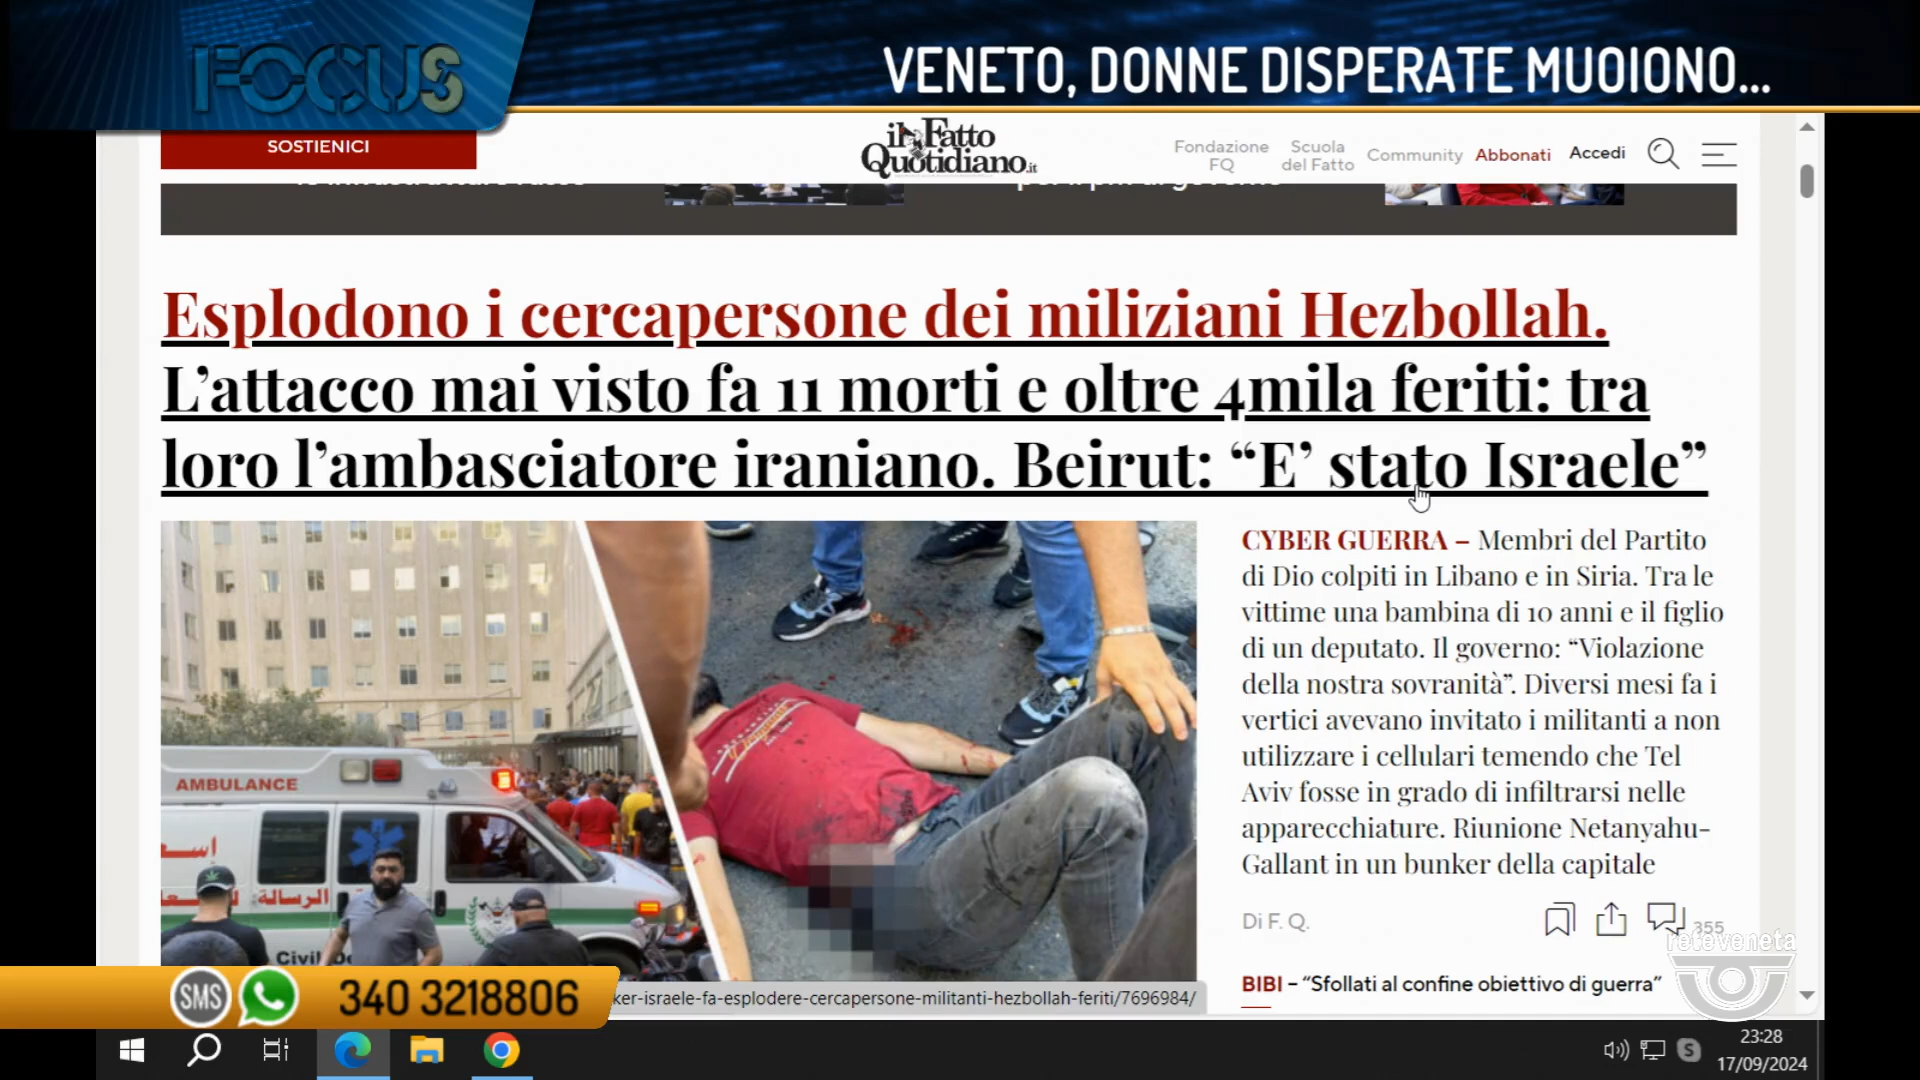 FOCUS
VENETO, DONNE DISPERATE MUOIONO...
SOSTIENICI
il Fatto
Quotidiano.it
Fondazione
FQ
Scuola
del Fatto
Community
Abbonati
Accedi
Esplodono i cercapersone dei miliziani Hezbollah.
L’attacco mai visto fa 11 morti e oltre 4mila feriti: tra
loro l’ambasciatore iraniano. Beirut: “E’ stato Israele”
AMBULANCE
الرسالة
Civil De
CYBER GUERRA – Membri del Partito
di Dio colpiti in Libano e in Siria. Tra le
vittime una bambina di 10 anni e il figlio
di un deputato. Il governo: “Violazione
della nostra sovranità”. Diversi mesi fa i
vertici avevano invitato i militanti a non
utilizzare i cellulari temendo che Tel
Aviv fosse in grado di infiltrarsi nelle
apparecchiature. Riunione Netanyahu-
Gallant in un bunker della capitale
Di F. Q.
355
reteveneta
BIBI – “Sfollati al confine obiettivo di guerra”
SMS
340 3218806
ker-israele-fa-esplodere-cercapersone-militanti-hezbollah-feriti/7696984/
23:28
17/09/2024